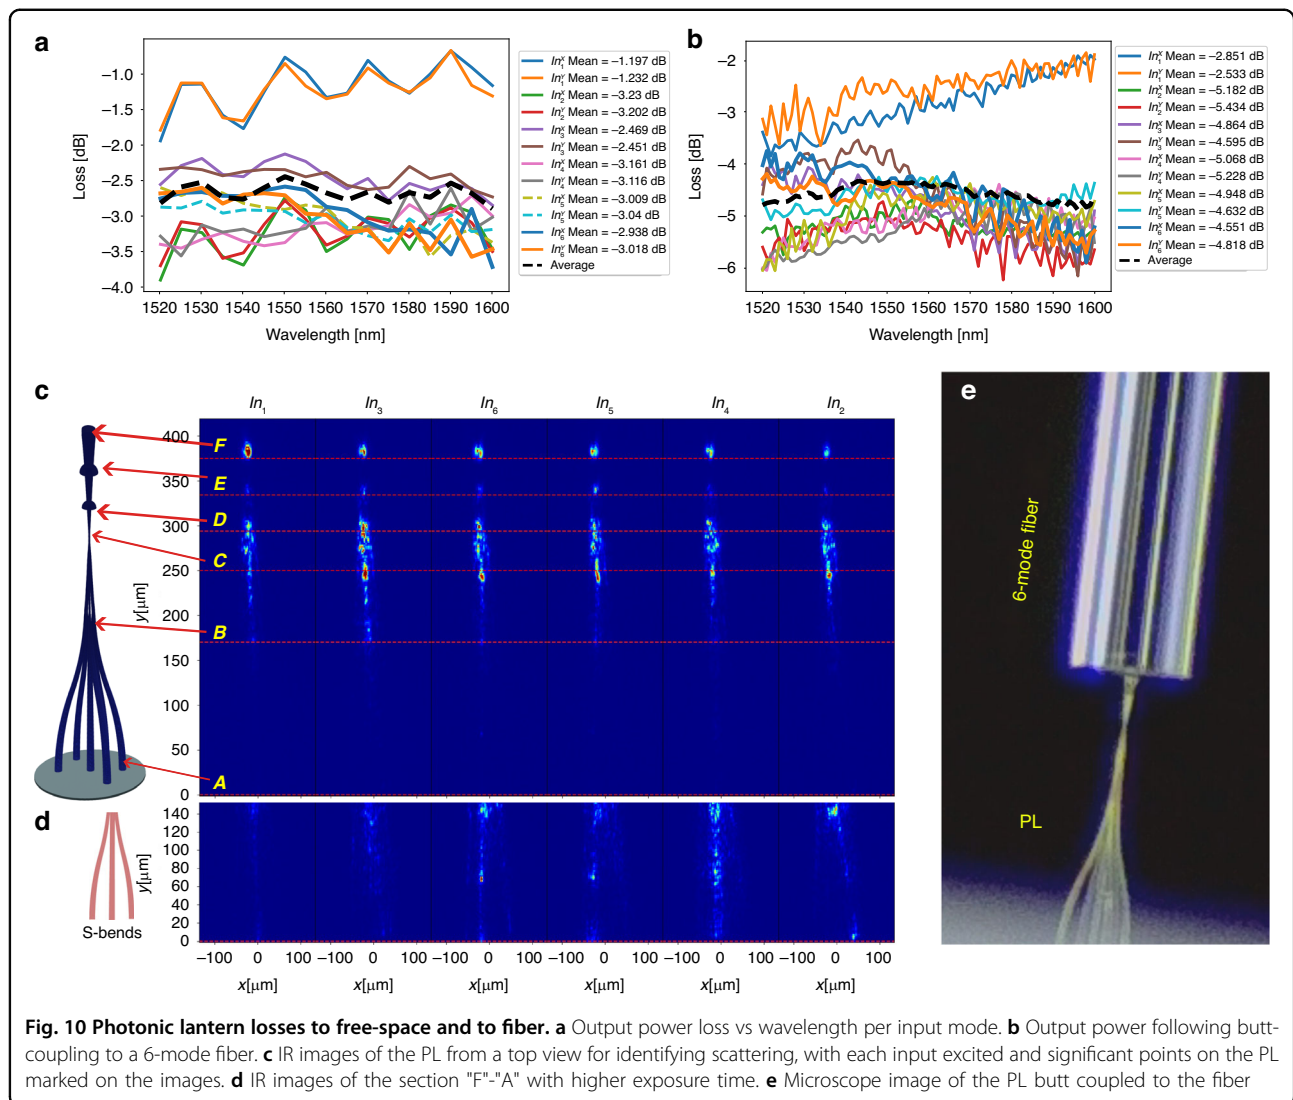 a
Loss [dB]
–1.0
–1.5
–2.0
–2.5
–3.0
–3.5
–4.0
1520 1530 1540 1550 1560 1570 1580 1590 1600
Wavelength [nm]
In₁ˣ Mean = –1.197 dB
In₁ʸ Mean = –1.232 dB
In₂ˣ Mean = –3.23 dB
In₂ʸ Mean = –3.202 dB
In₃ˣ Mean = –2.469 dB
In₃ʸ Mean = –2.451 dB
In₄ˣ Mean = –3.161 dB
In₄ʸ Mean = –3.116 dB
In₅ˣ Mean = –3.009 dB
In₅ʸ Mean = –3.04 dB
In₆ˣ Mean = –2.938 dB
In₆ʸ Mean = –3.018 dB
Average
b
Loss [dB]
–2
–3
–4
–5
–6
1520 1530 1540 1550 1560 1570 1580 1590 1600
Wavelength [nm]
In₁ˣ Mean = –2.851 dB
In₁ʸ Mean = –2.533 dB
In₂ˣ Mean = –5.182 dB
In₂ʸ Mean = –5.434 dB
In₃ˣ Mean = –4.864 dB
In₃ʸ Mean = –4.595 dB
In₄ˣ Mean = –5.068 dB
In₄ʸ Mean = –5.228 dB
In₅ˣ Mean = –4.948 dB
In₅ʸ Mean = –4.632 dB
In₆ˣ Mean = –4.551 dB
In₆ʸ Mean = –4.818 dB
Average
c
In₁ In₃ In₆ In₅ In₄ In₂
F
E
D
C
B
A
y[µm]
400
350
300
250
200
150
100
50
0
d
S-bends
y[µm]
140
120
100
80
60
40
20
0
–100 0 –100 0 –100 0 –100 0 –100 0 –100 0 100
x[µm] x[µm] x[µm] x[µm] x[µm] x[µm]
e
6-mode fiber
PL
Fig. 10 Photonic lantern losses to free-space and to fiber. a Output power loss vs wavelength per input mode. b Output power following butt-
coupling to a 6-mode fiber. c IR images of the PL from a top view for identifying scattering, with each input excited and significant points on the PL
marked on the images. d IR images of the section "F"-"A" with higher exposure time. e Microscope image of the PL butt coupled to the fiber